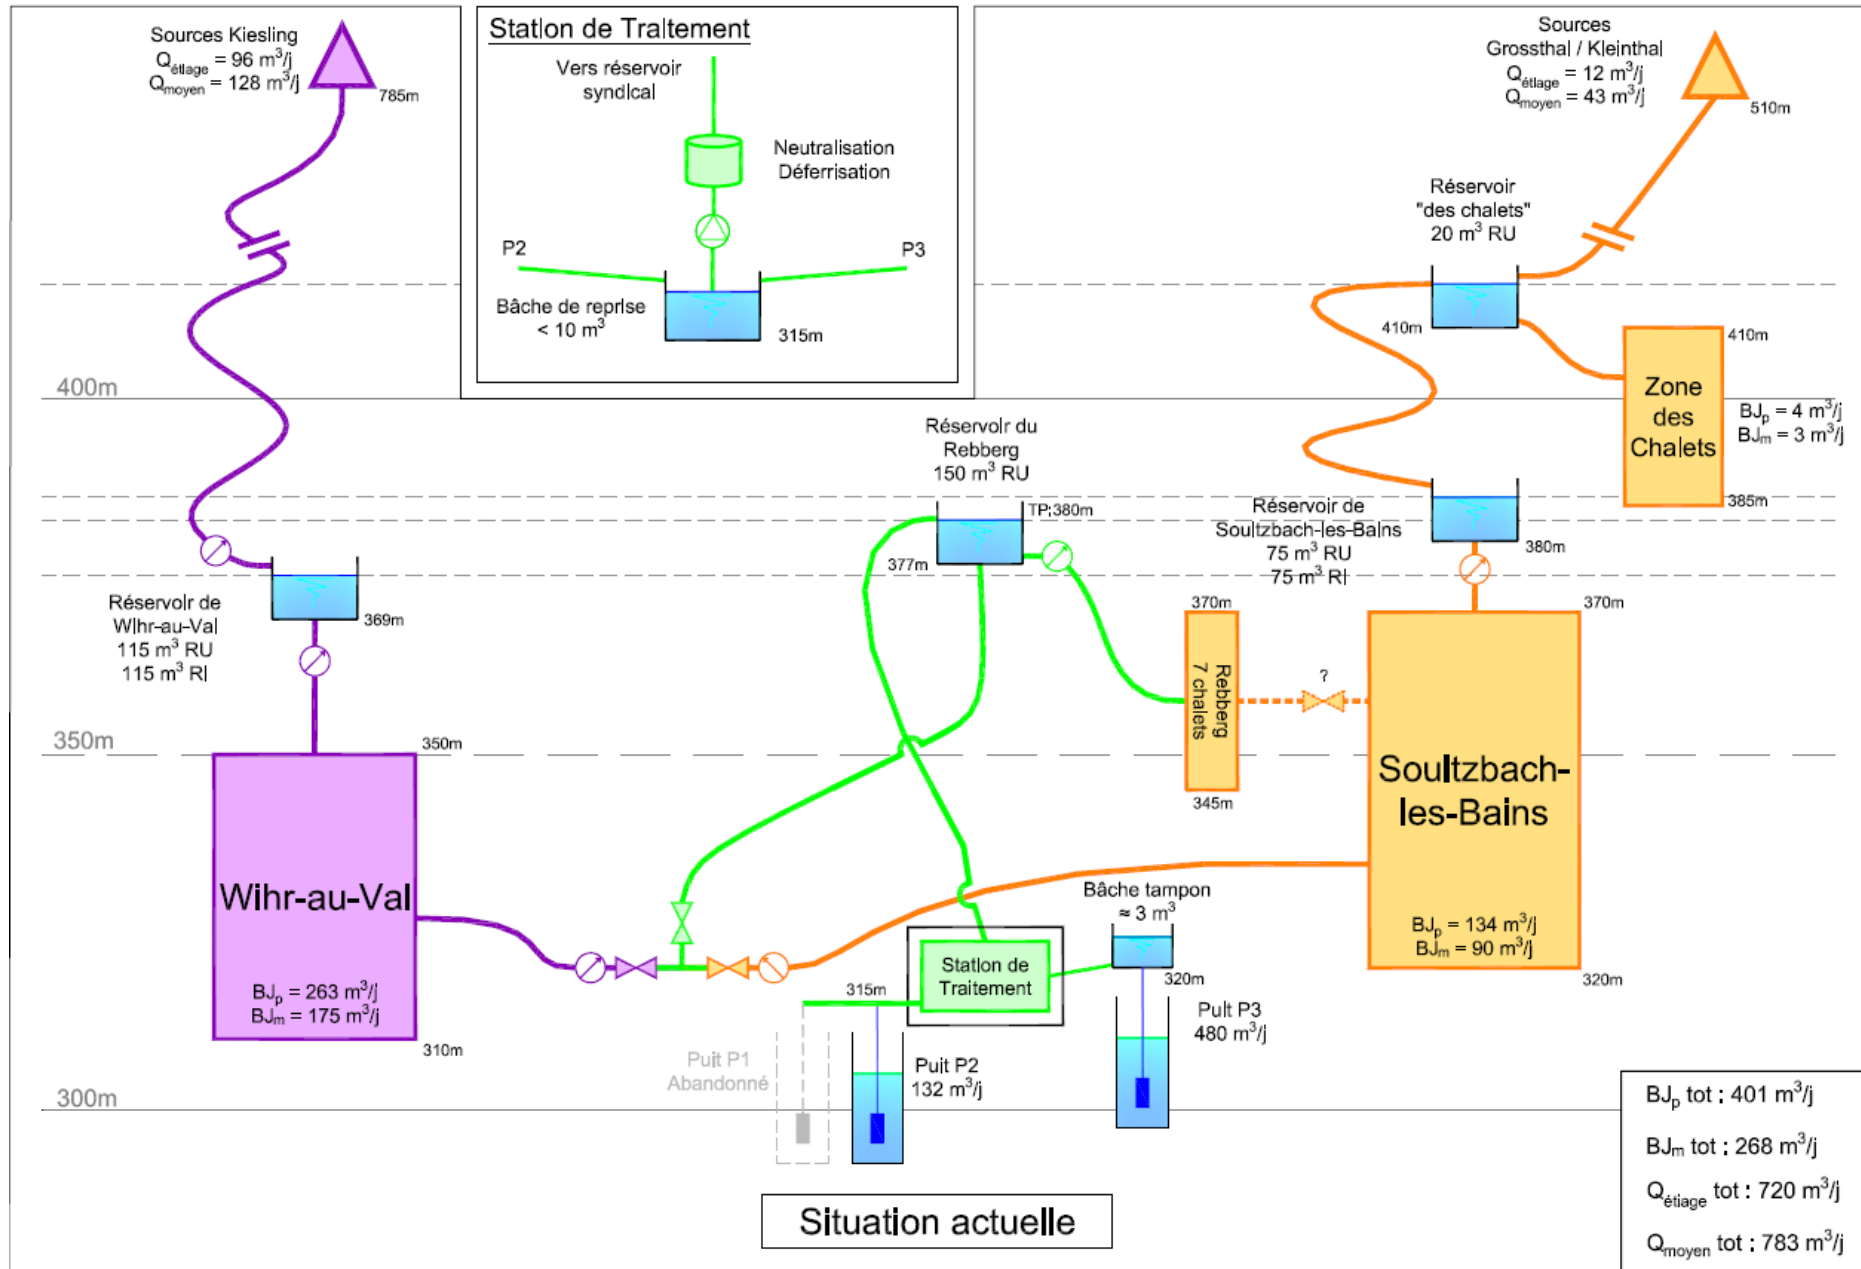 Sources Kiesling
Qétiage = 96 m³/j
Qmoyen = 128 m³/j
785m
Station de Traitement
Vers réservoir
syndical
Neutralisation
Déferrisation
P2
P3
Bâche de reprise
< 10 m³
315m
Sources
Grossthal / Kleinthal
Qétiage = 12 m³/j
Qmoyen = 43 m³/j
510m
Réservoir
"des chalets"
20 m³ RU
410m
410m
Zone
des
Chalets
BJp = 4 m³/j
BJm = 3 m³/j
385m
400m
Réservoir du
Rebberg
150 m³ RU
TP:380m
377m
Réservoir de
Soultzbach-les-Bains
75 m³ RU
75 m³ RI
380m
Réservoir de
Wihr-au-Val
115 m³ RU
115 m³ RI
369m
370m
Rebberg
7 chalets
345m
?
370m
Soultzbach-
les-Bains
BJp = 134 m³/j
BJm = 90 m³/j
320m
350m
350m
Wihr-au-Val
BJp = 263 m³/j
BJm = 175 m³/j
310m
Bâche tampon
≈ 3 m³
320m
Station de
Traitement
315m
Puit P1
Abandonné
Puit P2
132 m³/j
Puit P3
480 m³/j
300m
Situation actuelle
BJp tot : 401 m³/j
BJm tot : 268 m³/j
Qétiage tot : 720 m³/j
Qmoyen tot : 783 m³/j